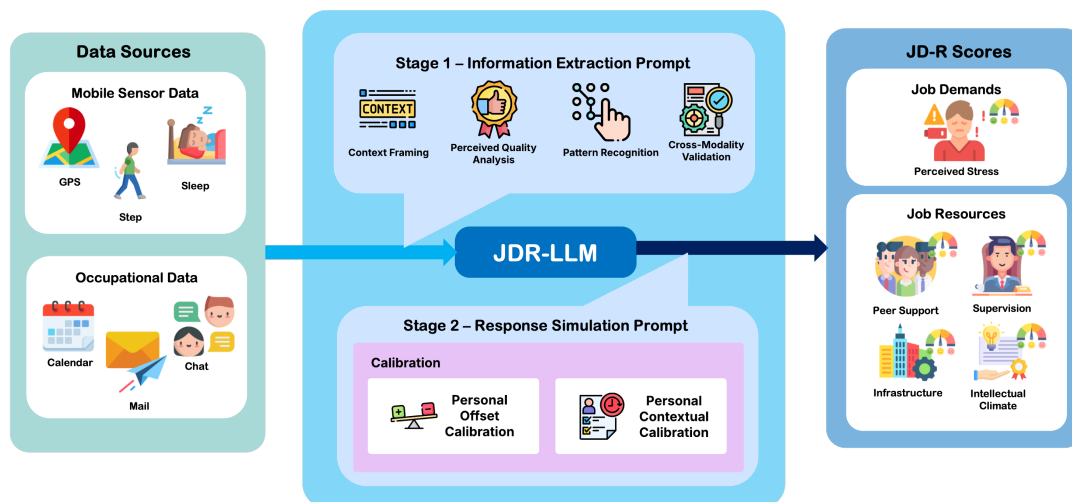 Data Sources
Mobile Sensor Data
GPS
Step
Sleep
Occupational Data
Calendar
Mail
Chat
Stage 1 – Information Extraction Prompt
CONTEXT
Context Framing
Perceived Quality
Analysis
Pattern Recognition
Cross-Modality
Validation
JDR-LLM
Stage 2 – Response Simulation Prompt
Calibration
Personal
Offset
Calibration
Personal
Contextual
Calibration
JD-R Scores
Job Demands
Perceived Stress
Job Resources
Peer Support
Supervision
Infrastructure
Intellectual
Climate